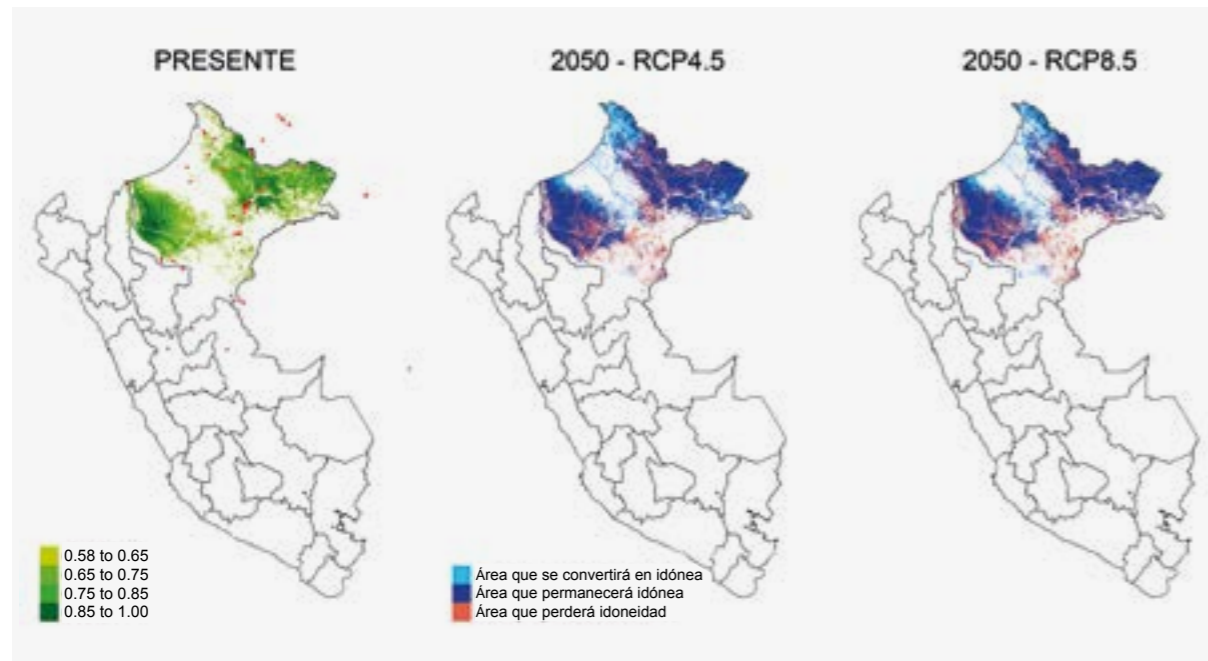 PRESENTE
2050 - RCP4.5
2050 - RCP8.5
0.58 to 0.65
0.65 to 0.75
0.75 to 0.85
0.85 to 1.00
Área que se convertirá en idónea
Área que permanecerá idónea
Área que perderá idoneidad